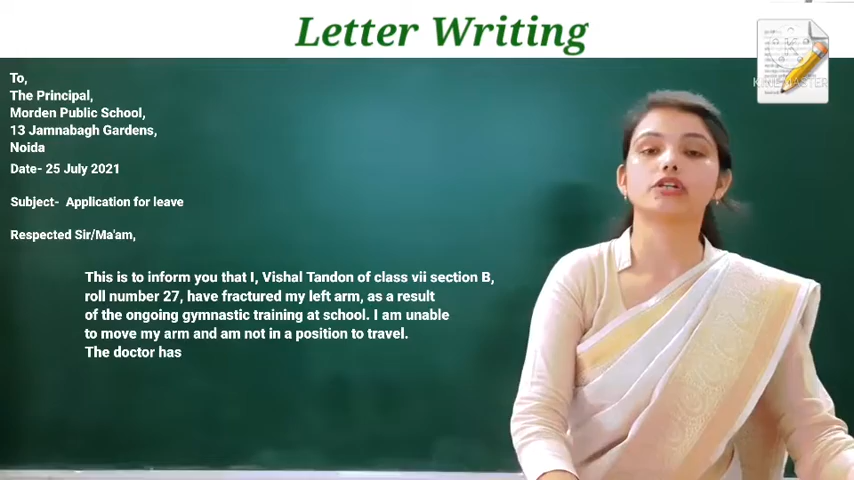 Letter Writing
KINEMASTER
To,
The Principal,
Morden Public School,
13 Jamnabagh Gardens,
Noida
Date- 25 July 2021
Subject- Application for leave
Respected Sir/Ma'am,
This is to inform you that I, Vishal Tandon of class vii section B,
roll number 27, have fractured my left arm, as a result
of the ongoing gymnastic training at school. I am unable
to move my arm and am not in a position to travel.
The doctor has